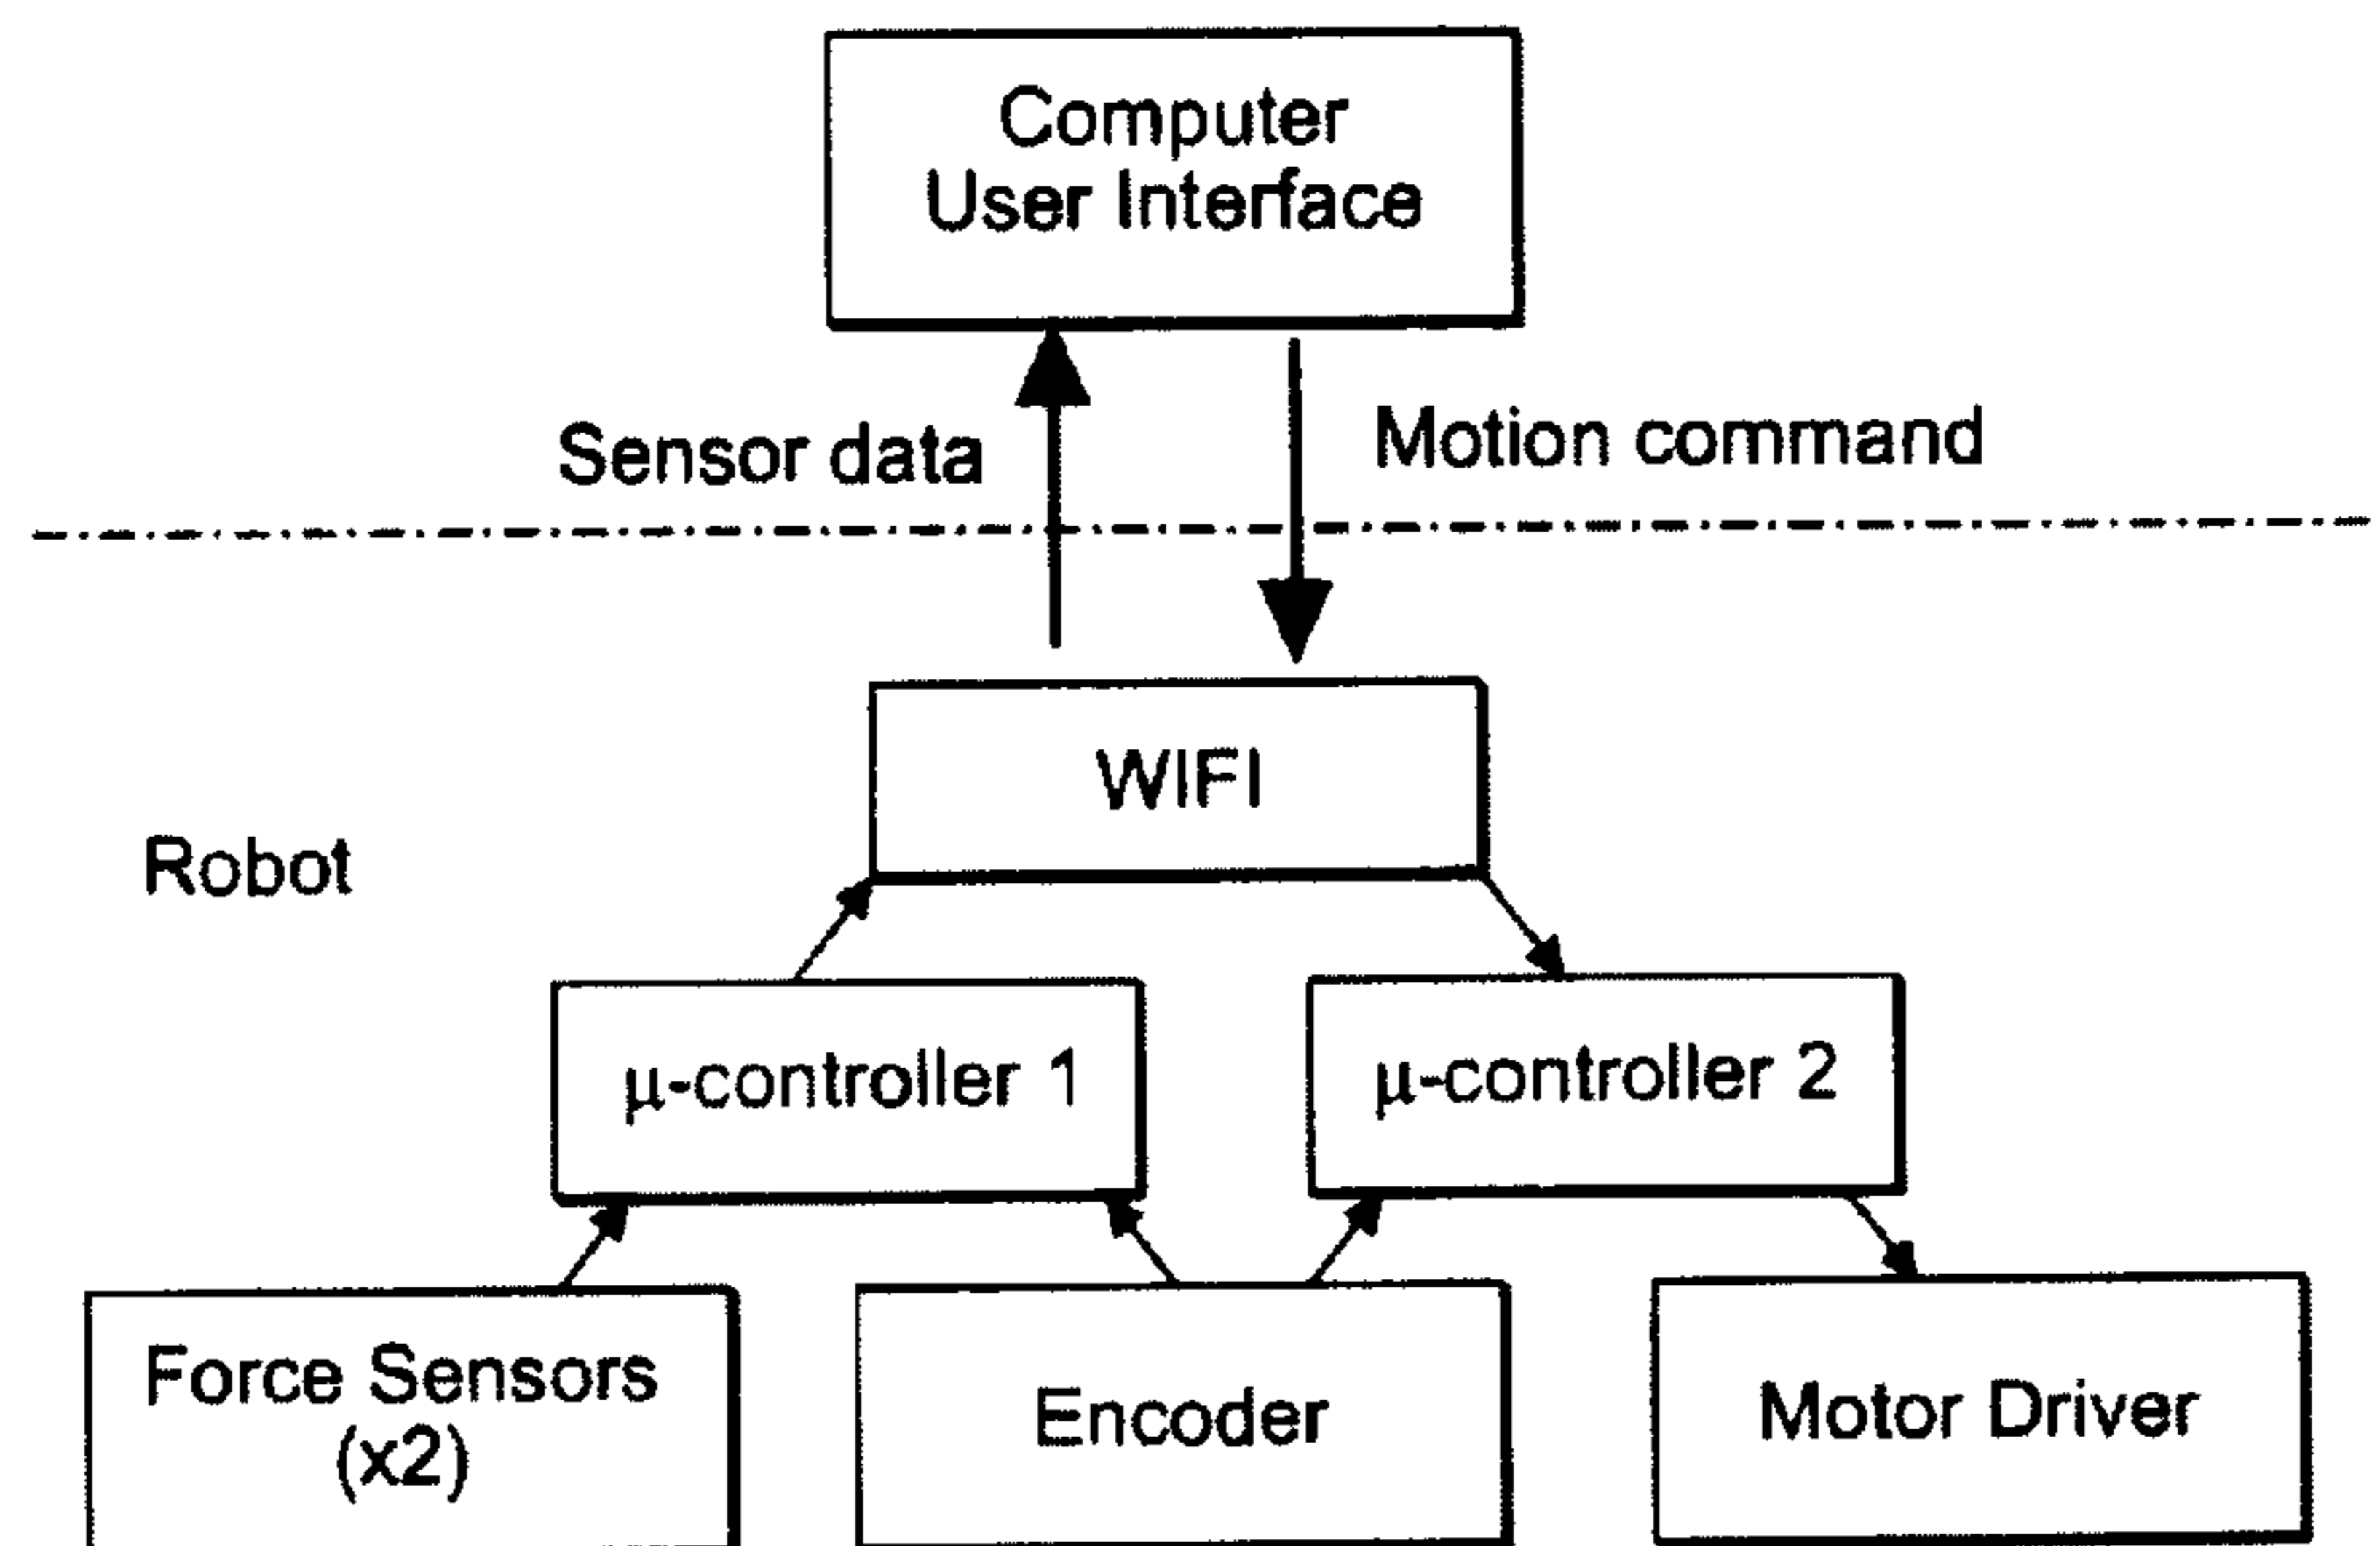 Computer
User Interface
Sensor data
Motion command
WIFI
Robot
μ-controller 1
μ-controller 2
Force Sensors
(x2)
Encoder
Motor Driver